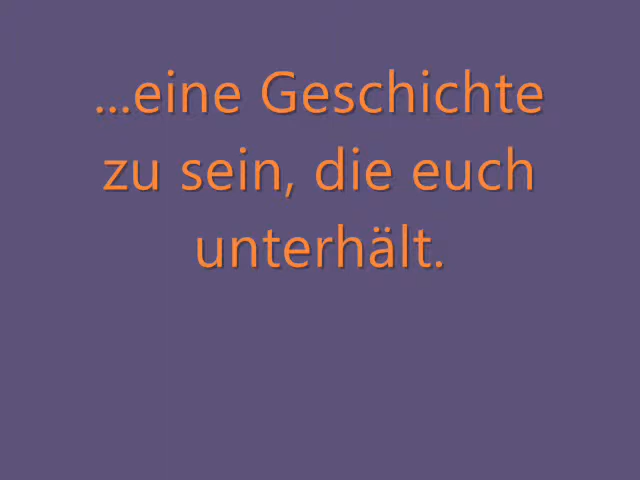 ...eine Geschichte
zu sein, die euch
unterhält.